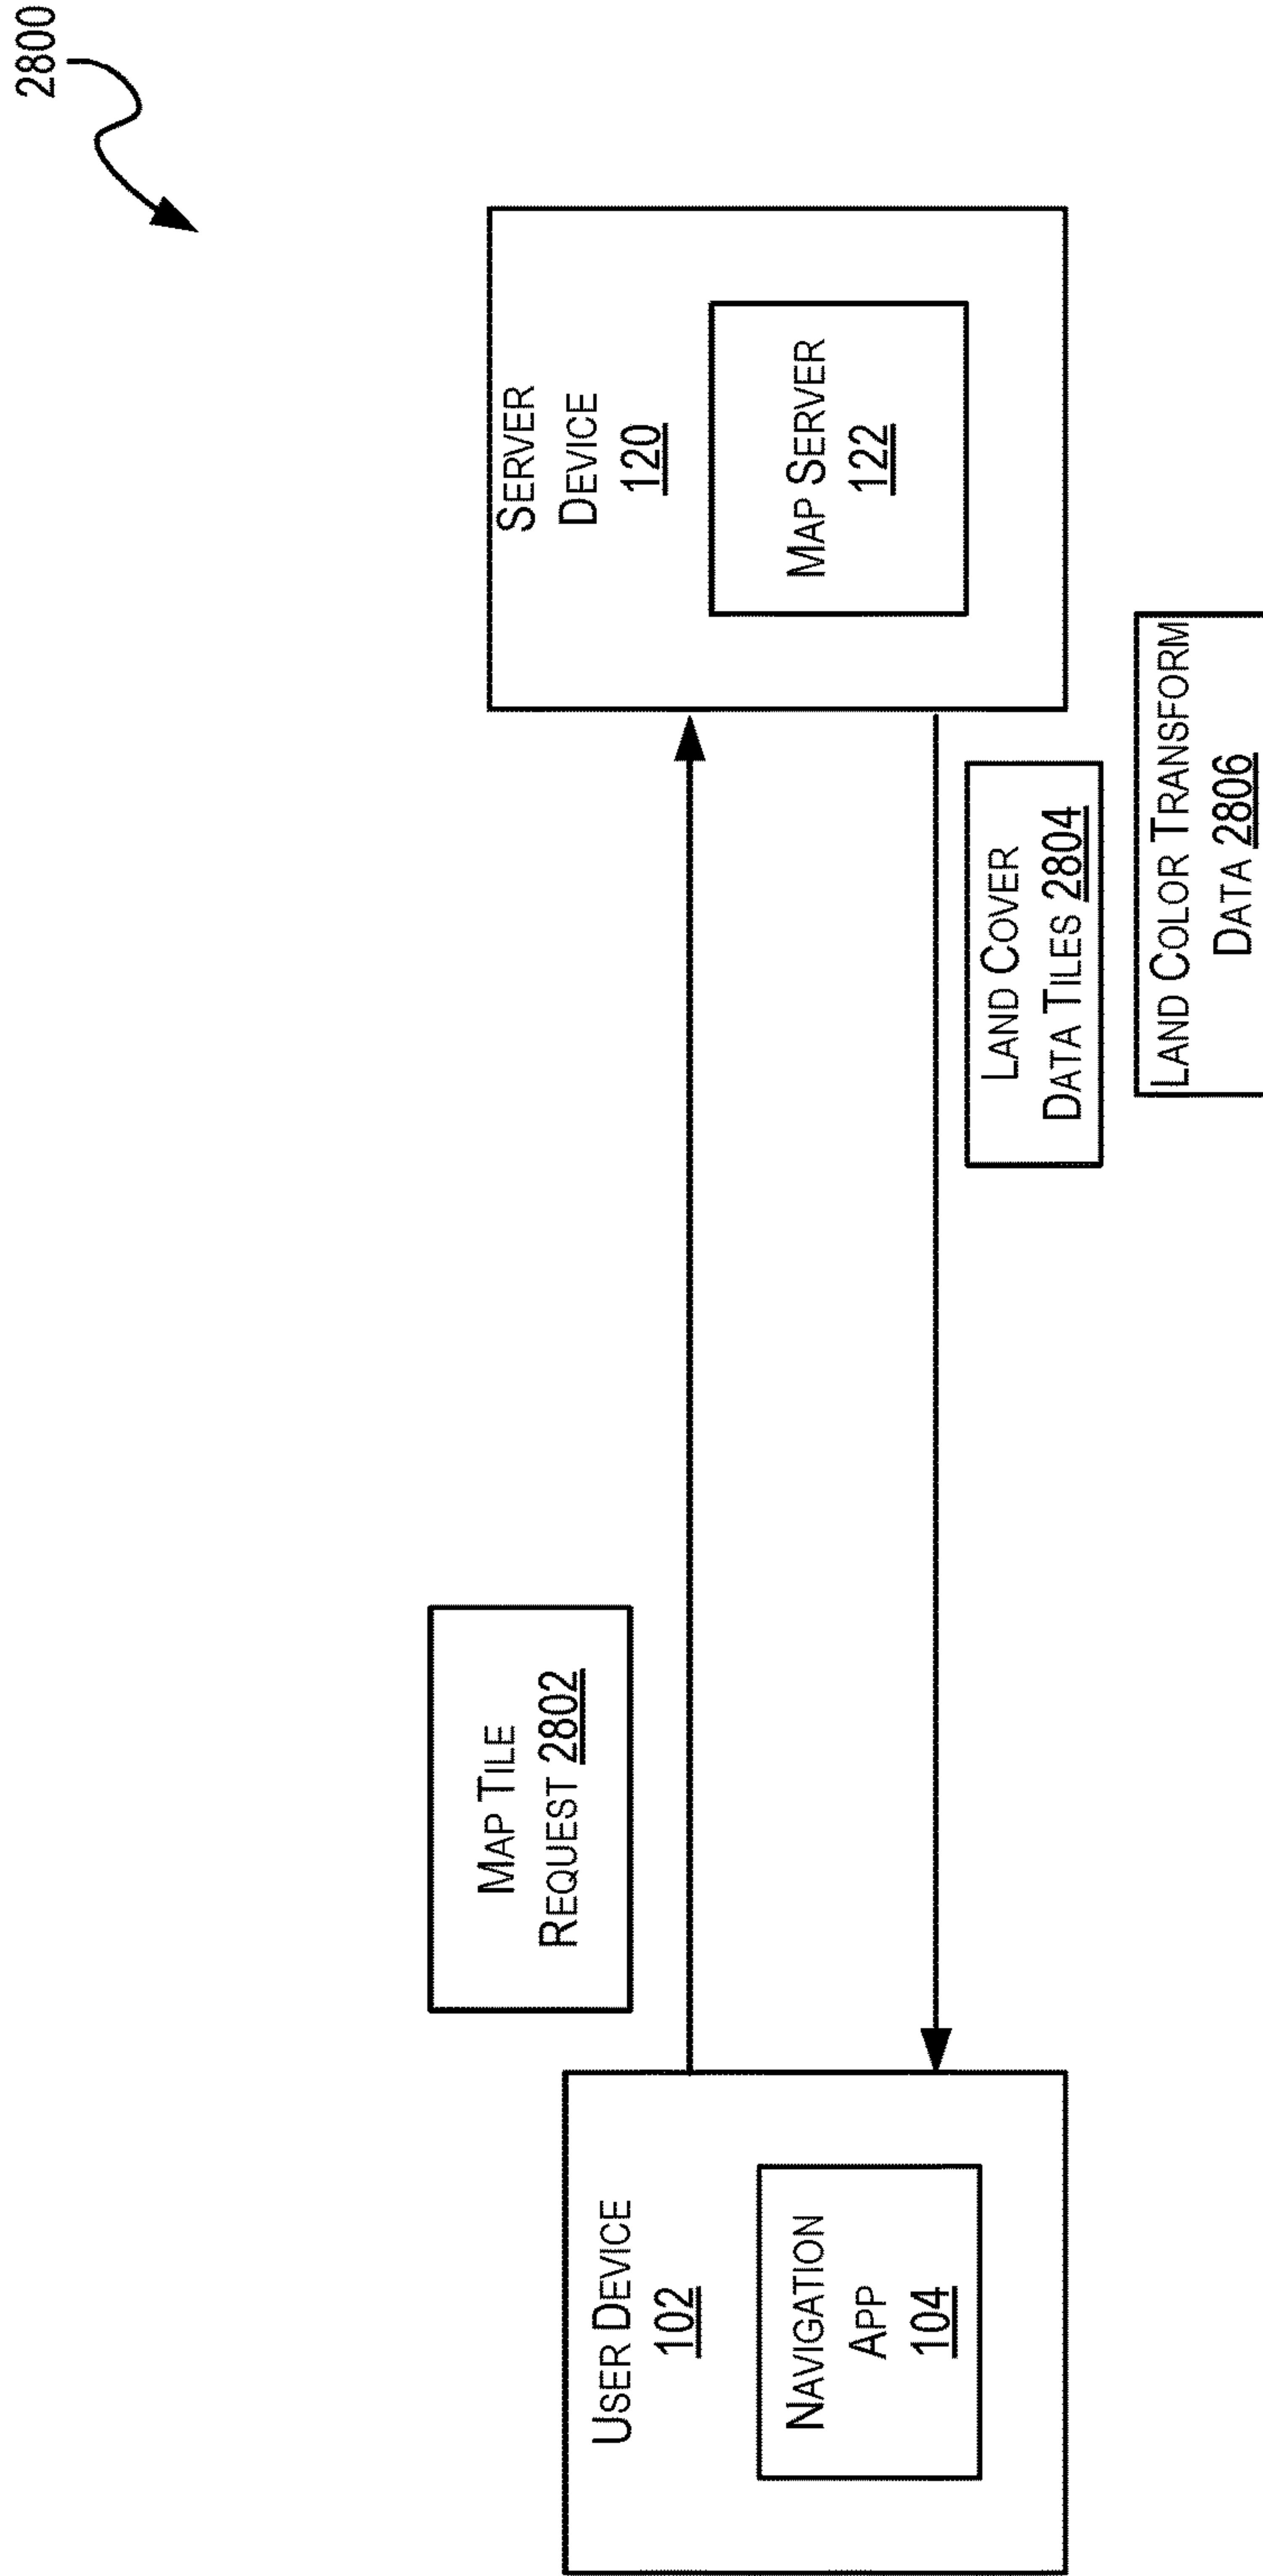 2800
USER DEVICE
102
NAVIGATION
APP
104
MAP TILE
REQUEST 2802
SERVER
DEVICE
120
MAP SERVER
122
LAND COVER
DATA TILES 2804
LAND COLOR TRANSFORM
DATA 2806